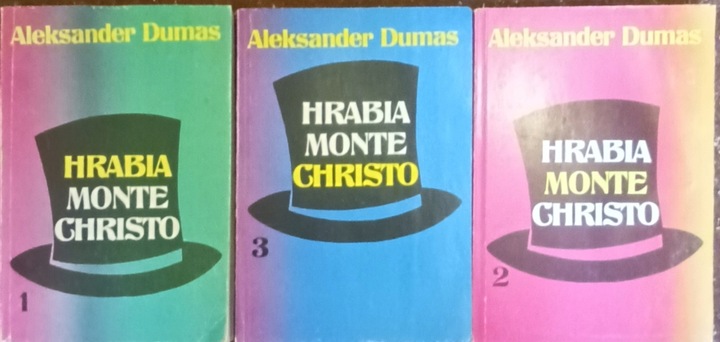 Aleksander Dumas
HRABIA
MONTE
CHRISTO
1
Aleksander Dumas
HRABIA
MONTE
CHRISTO
3
Aleksander Dumas
HRABIA
MONTE
CHRISTO
2